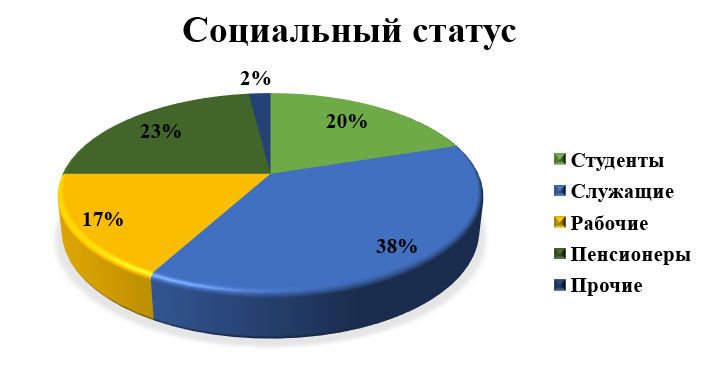 Социальный статус
2%
20%
23%
17%
38%
Студенты
Служащие
Рабочие
Пенсионеры
Прочие